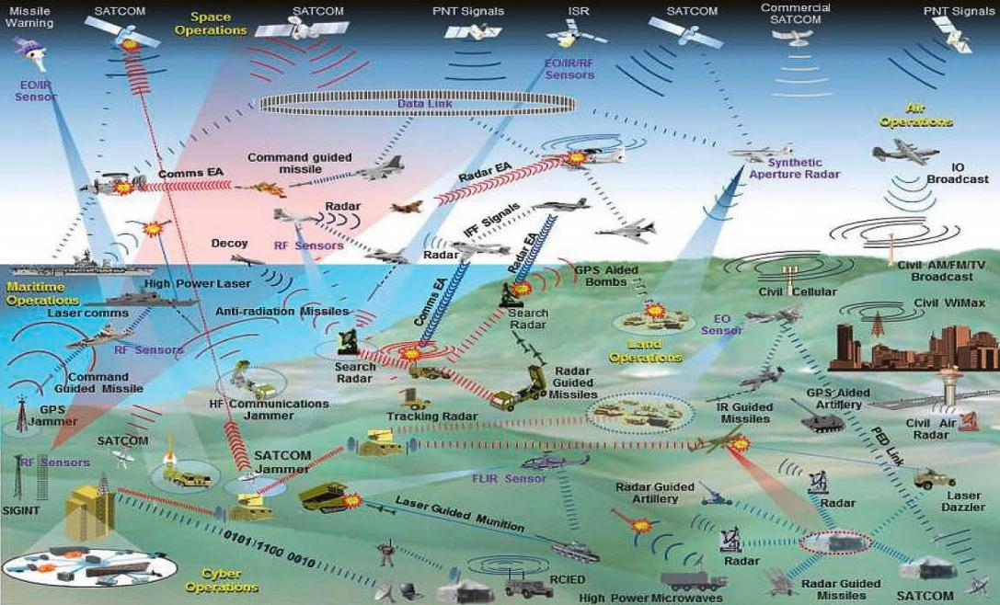 Missile
Warning
SATCOM
Space
Operations
SATCOM
PNT Signals
ISR
SATCOM
Commercial
SATCOM
PNT Signals
EO/IR
Sensor
EO/IR/RF
Sensors
Data Link
Air
Operations
Comms EA
Command guided
missile
Radar EA
Synthetic
Aperture Radar
IO
Broadcast
Radar
IFF Signals
RF Sensors
Decoy
Radar
Radar EA
GPS Aided
Bombs
Civil AM/FM/TV
Broadcast
Maritime
Operations
High Power Laser
Civil Cellular
Laser comms
Anti-radiation Missiles
Comms EA
Search
Radar
EO
Sensor
Civil WiMax
RF Sensors
Land
Operations
Command
Guided Missile
Search
Radar
Radar
Guided
Missiles
GPS
Jammer
HF Communications
Jammer
Tracking Radar
IR Guided
Missiles
GPS Aided
Artillery
Civil Air
Radar
SATCOM
PED Link
RF Sensors
SATCOM
Jammer
FLIR Sensor
SIGINT
Radar Guided
Artillery
Radar
Laser
Dazzler
Laser Guided Munition
0101 1100 0010
Radar
Cyber
Operations
RCIED
High Power Microwaves
Radar Guided
Missiles
SATCOM